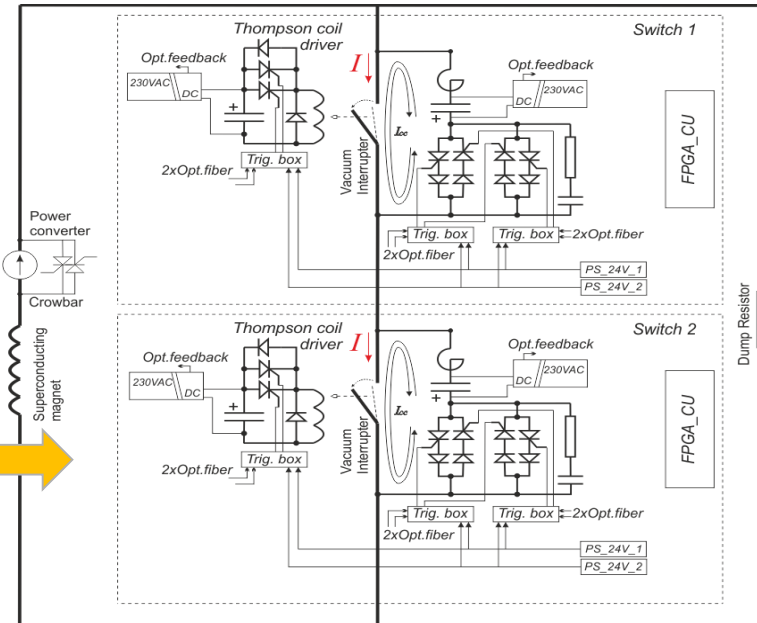 Thompson coil
driver
Switch 1
Opt.feedback
230VAC
DC
+
Trig. box
2xOpt.fiber
I
Vacuum
Interrupter
Icc
Opt.feedback
230VAC
DC
+
FPGA_CU
Trig. box
Trig. box
2xOpt.fiber
2xOpt.fiber
PS_24V_1
PS_24V_2
Power
converter
Crowbar
Superconducting
magnet
Dump Resistor
Thompson coil
driver
Switch 2
Opt.feedback
230VAC
DC
+
Trig. box
2xOpt.fiber
I
Vacuum
Interrupter
Icc
Opt.feedback
230VAC
DC
+
FPGA_CU
Trig. box
Trig. box
2xOpt.fiber
2xOpt.fiber
PS_24V_1
PS_24V_2